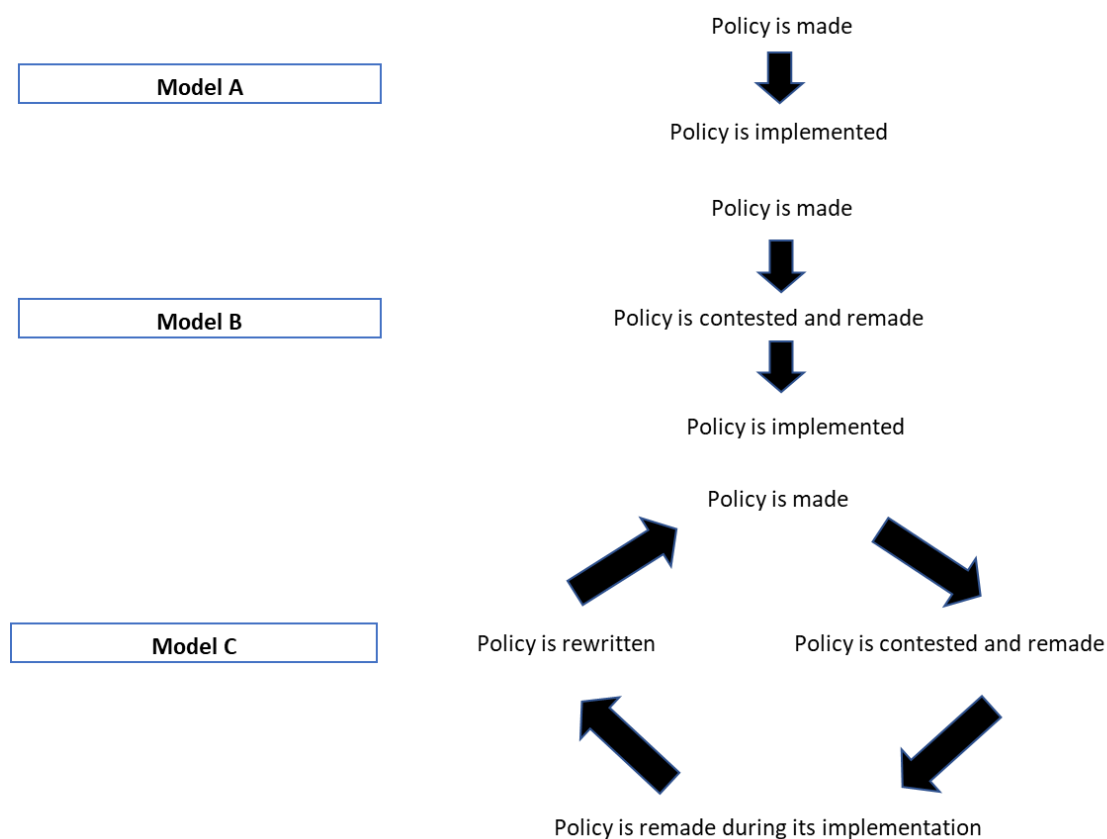 Policy is made
Model A
Policy is implemented
Policy is made
Model B
Policy is contested and remade
Policy is implemented
Policy is made
Model C
Policy is rewritten
Policy is contested and remade
Policy is remade during its implementation